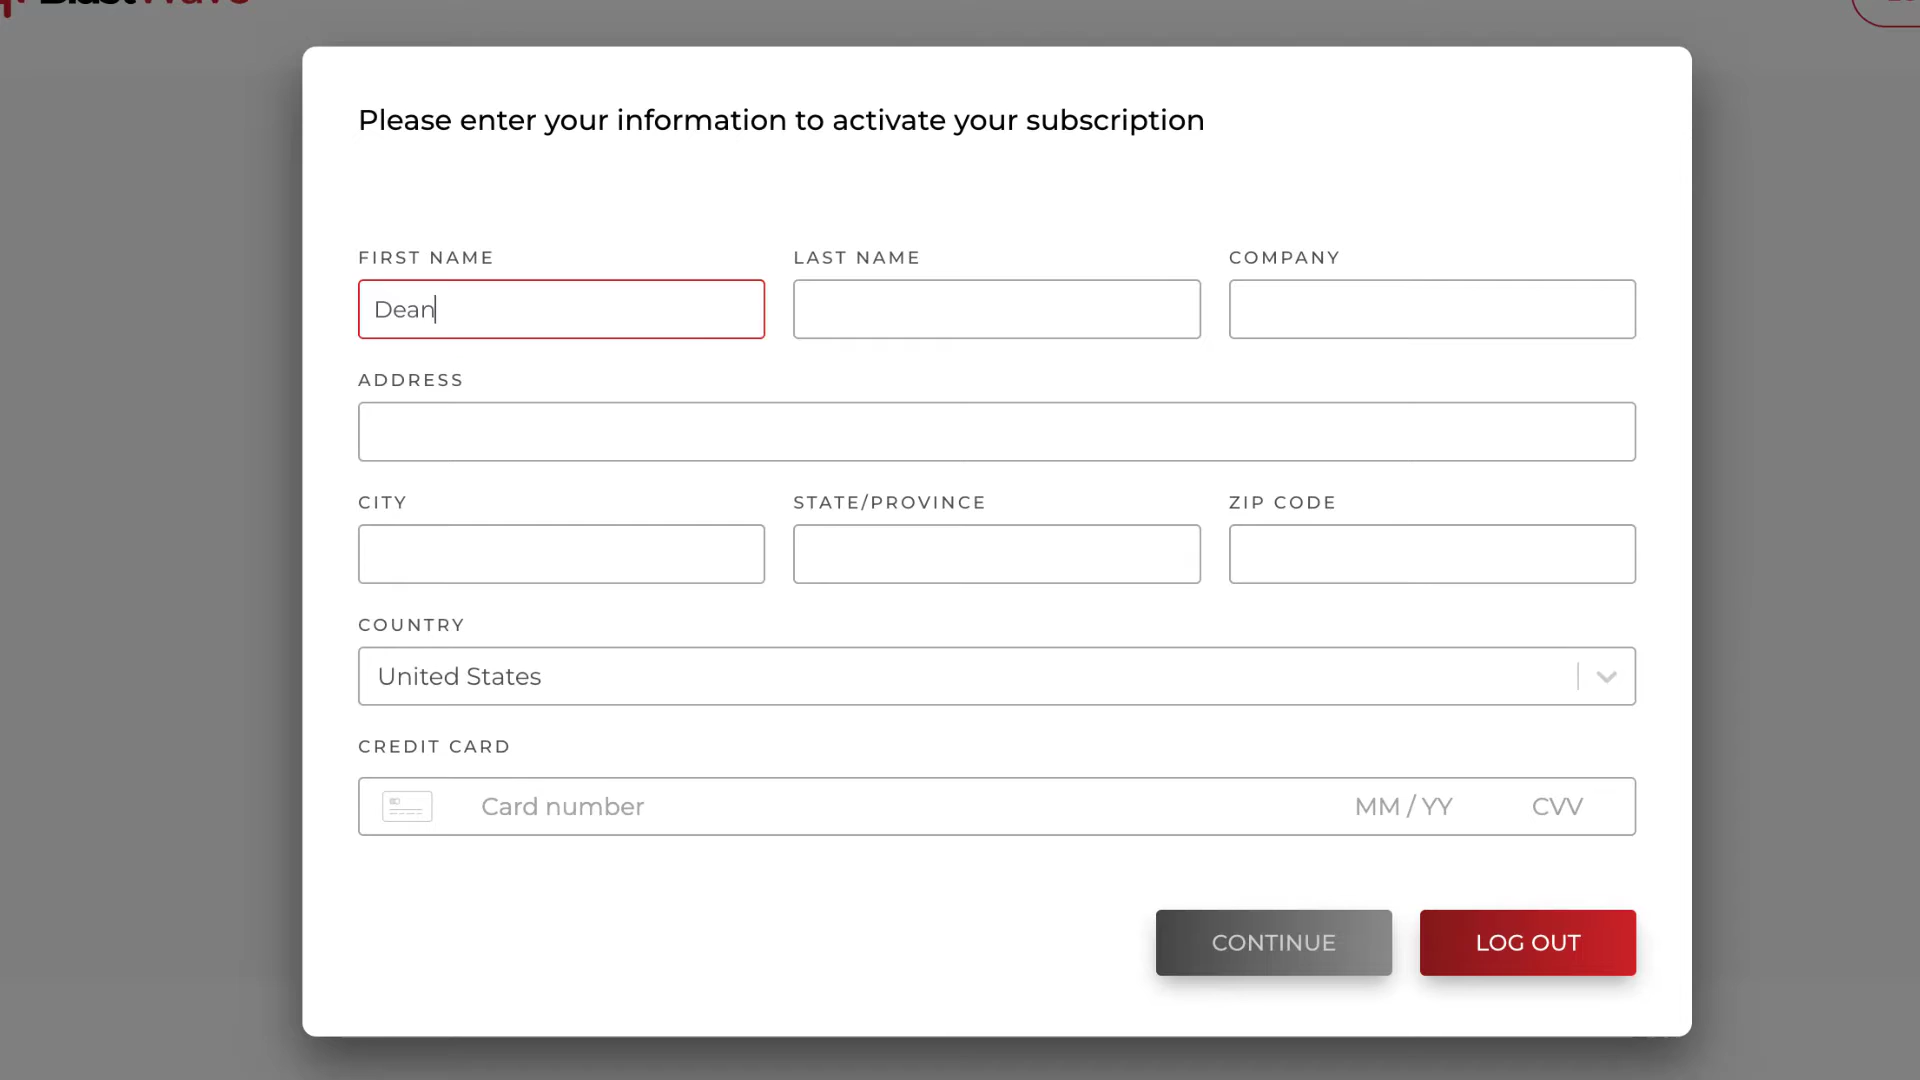 BlastWave
Please enter your information to activate your subscription
FIRST NAME LAST NAME COMPANY
Dean
ADDRESS
CITY STATE/PROVINCE ZIP CODE
COUNTRY
United States
CREDIT CARD
Card number MM / YY CVV
CONTINUE LOG OUT